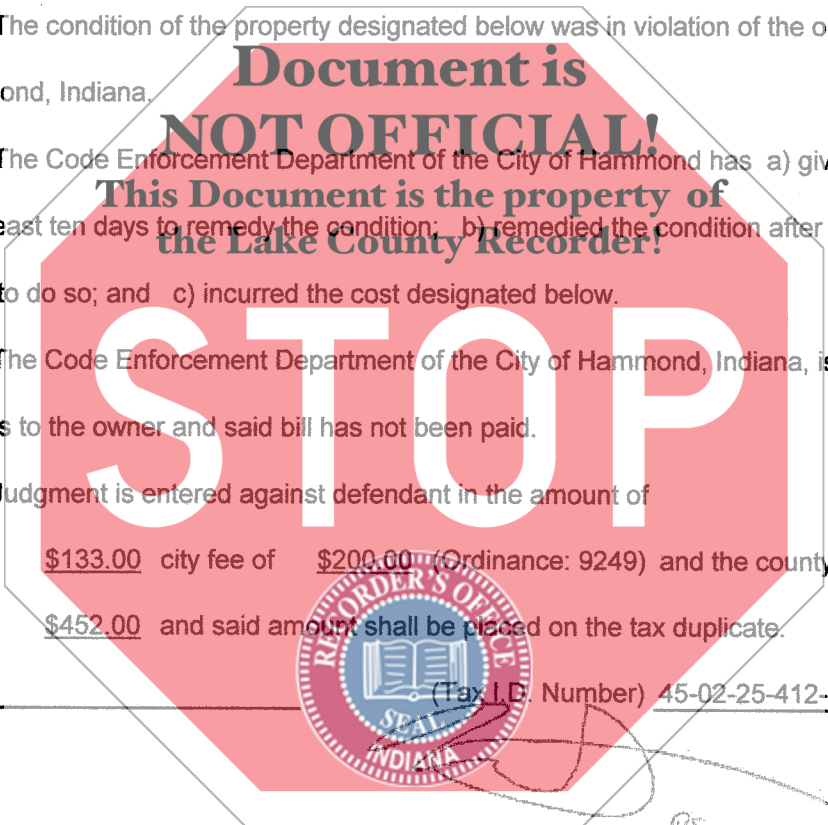 The condition of the property designated below was in violation of the o
Document is
ond, Indiana.
NOT OFFICIAL!
The Code Enforcement Department of the City of Hammond has a) giv
This Document is the property of
east ten days to remedy the condition; b) remedied the condition after
the Lake County Recorder!
to do so; and c) incurred the cost designated below.
STOP
The Code Enforcement Department of the City of Hammond, Indiana, is
s to the owner and said bill has not been paid.
Judgment is entered against defendant in the amount of
$133.00 city fee of $200.00 (Ordinance: 9249) and the county
$452.00 and said amount shall be placed on the tax duplicate.
RECORDER'S OFFICE
(Tax I.D. Number) 45-02-25-412-
SEAL
INDIANA